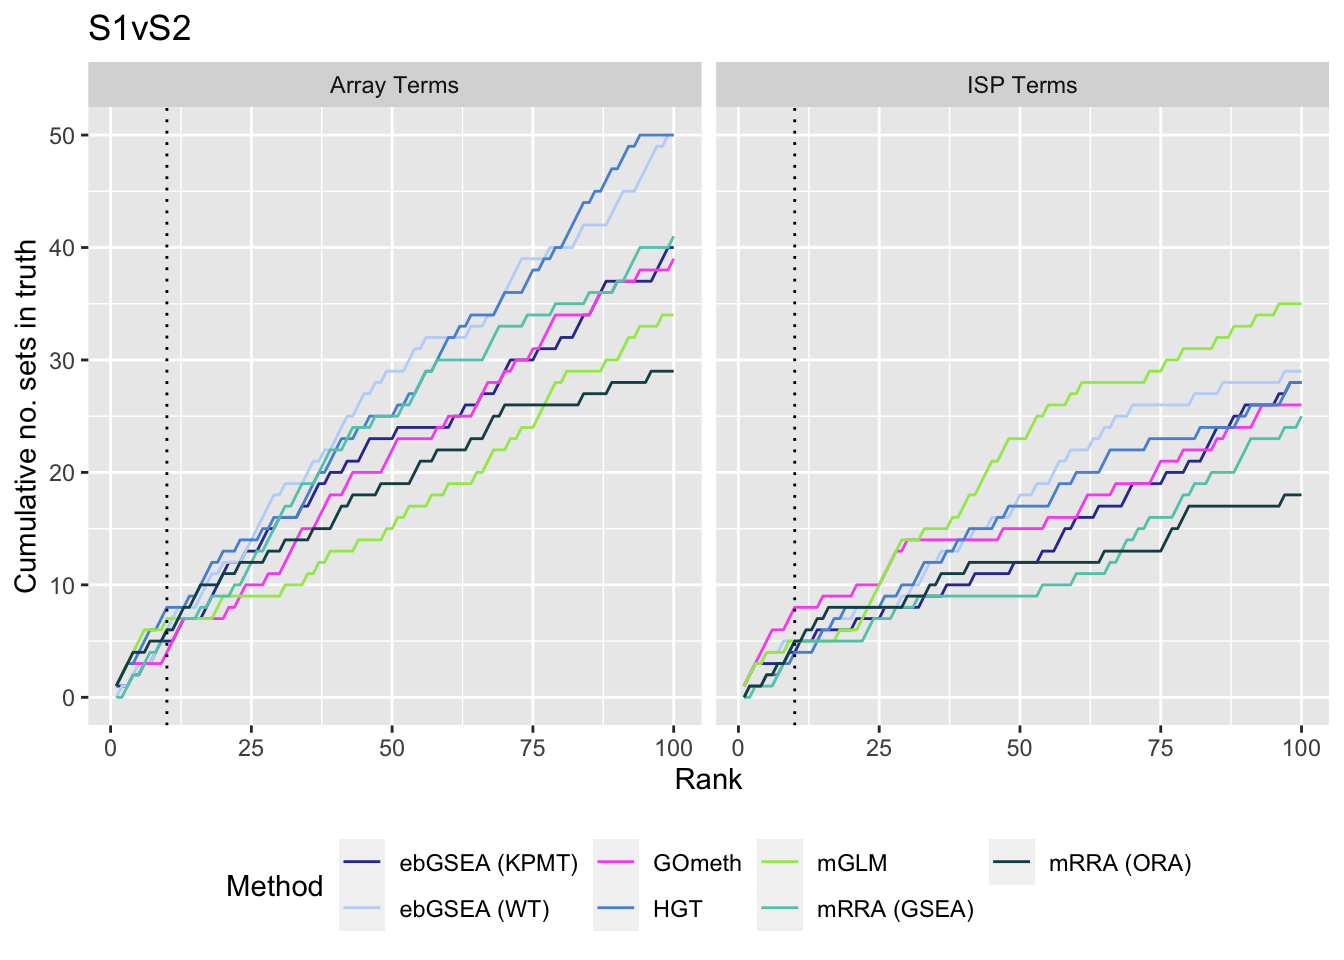 S1vS2
Array Terms
ISP Terms
Cumulative no. sets in truth
50
40
30
20
10
0
0 25 50 75 100
0 25 50 75 100
Rank
Method
ebGSEA (KPMT) GOmeth mGLM mRRA (ORA)
ebGSEA (WT) HGT mRRA (GSEA)